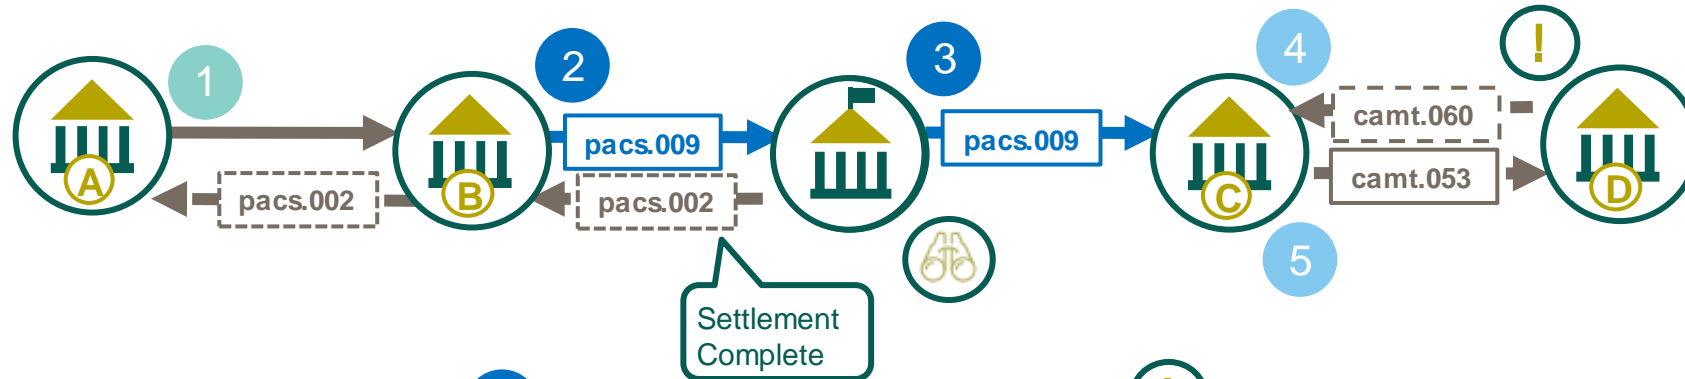 1
2
3
4
!
A
pacs.002
B
pacs.009
pacs.002
pacs.009
C
camt.060
camt.053
D
5
Settlement
Complete